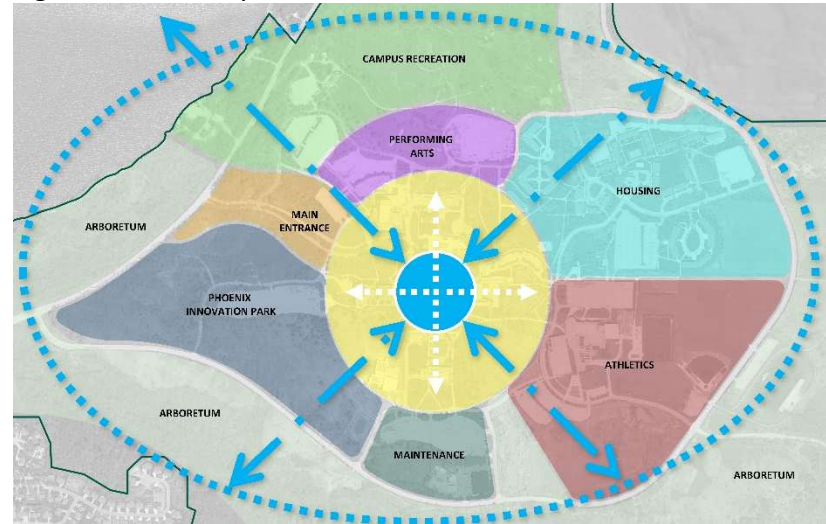 CAMPUS RECREATION
PERFORMING
ARTS
HOUSING
MAIN
ENTRANCE
ARBORETUM
PHOENIX
INNOVATION PARK
ATHLETICS
ARBORETUM
MAINTENANCE
ARBORETUM